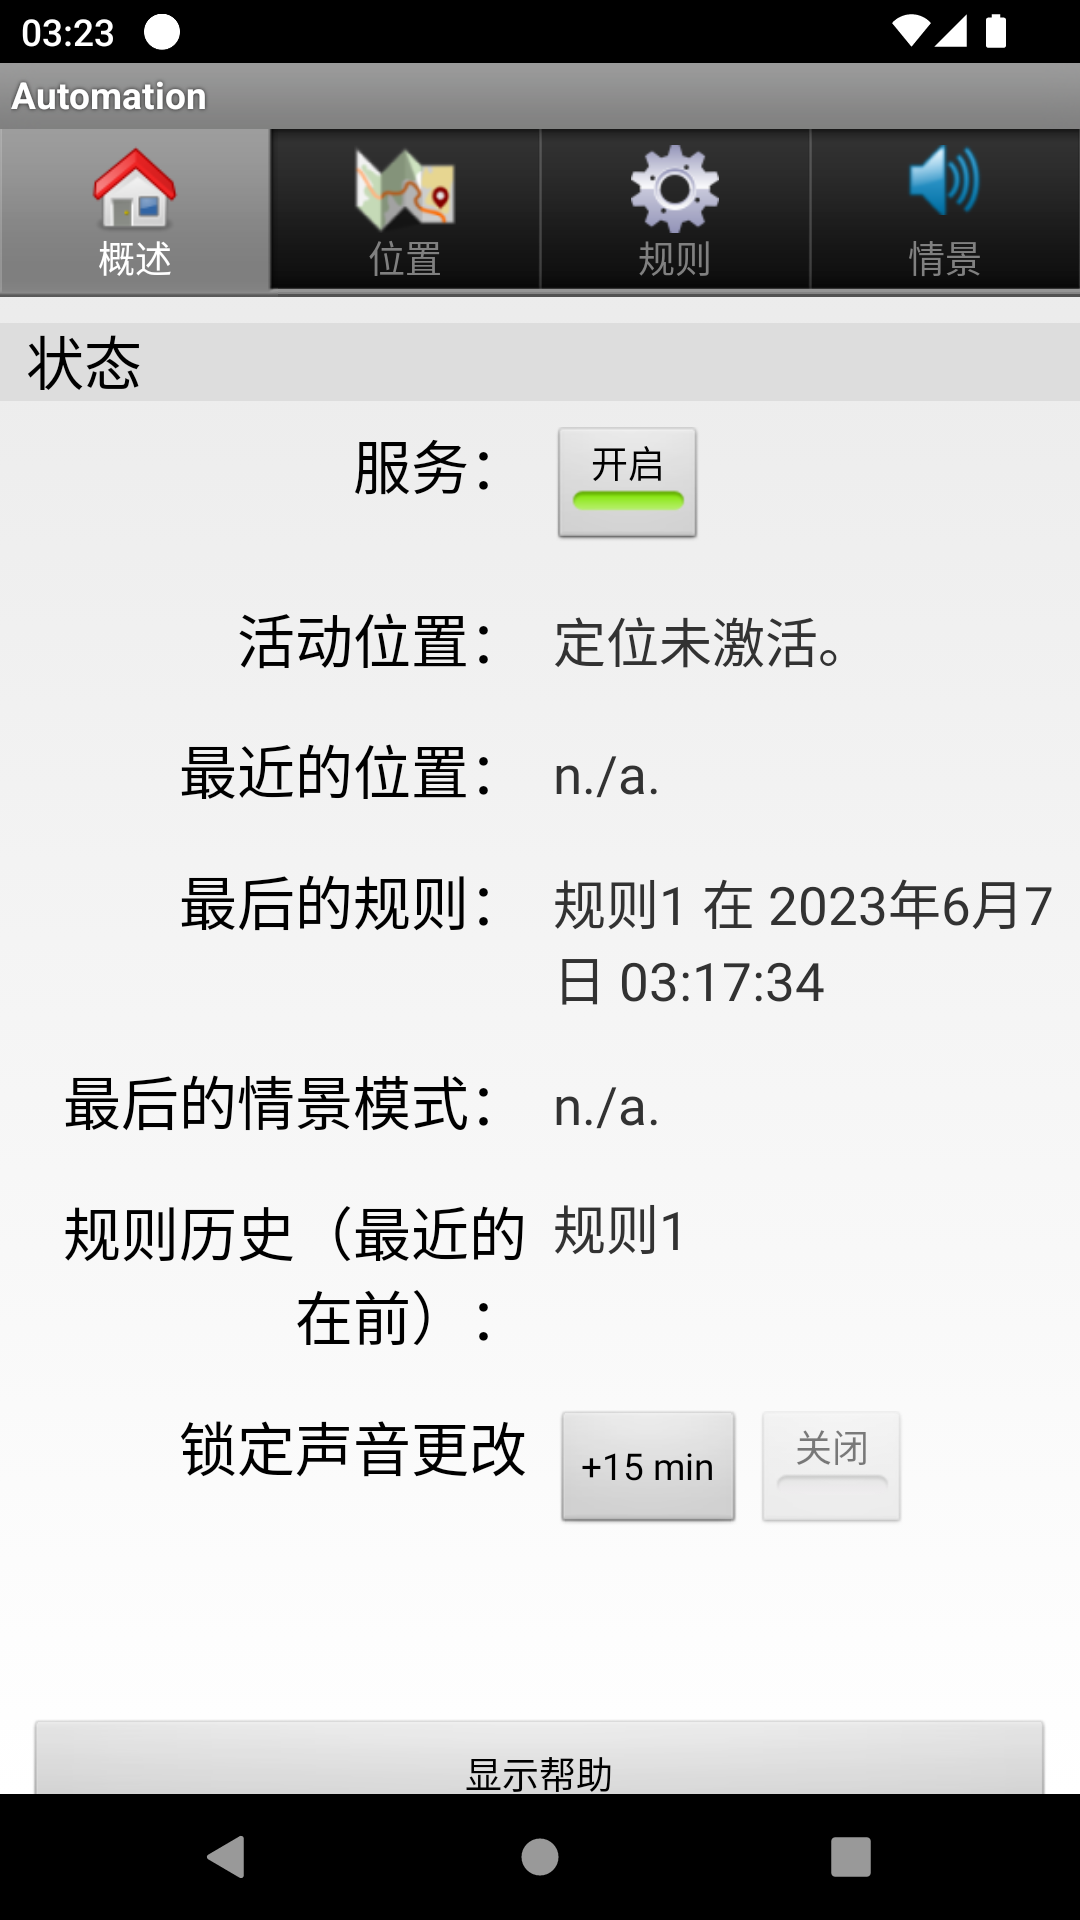 03:23
Automation
概述
位置
规则
情景
状态
服务：
开启
活动位置：
定位未激活。
最近的位置：
n./a.
最后的规则：
规则1 在 2023年6月7
日 03:17:34
最后的情景模式：
n./a.
规则历史（最近的
在前）：
规则1
锁定声音更改
+15 min
关闭
显示帮助